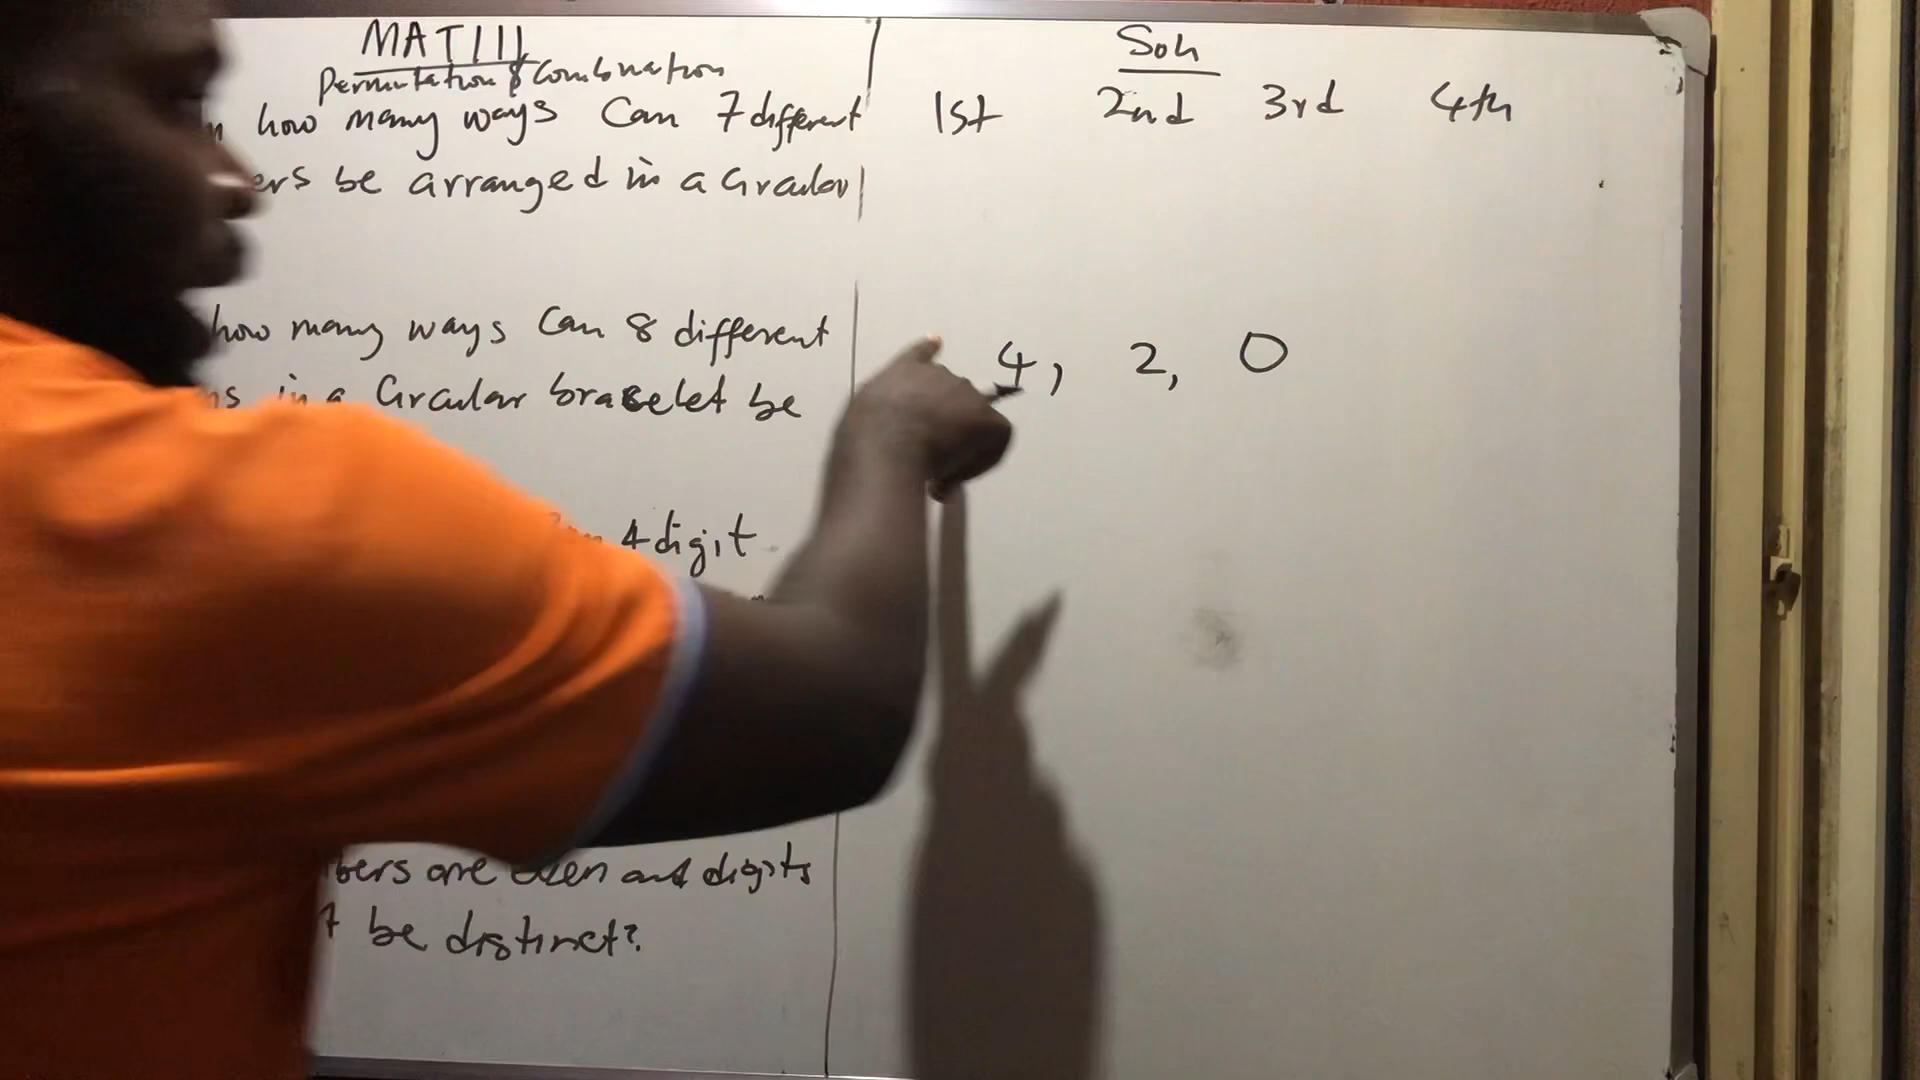 MAT111
Permutation & Combination
how many ways Can 7 different
ers be arranged in a Circular
how many ways Can 8 different
in a Circular bracelet be
4 digit
bers are even and digits
be distinct?
Soln
1st 2nd 3rd 4th
4, 2, 0